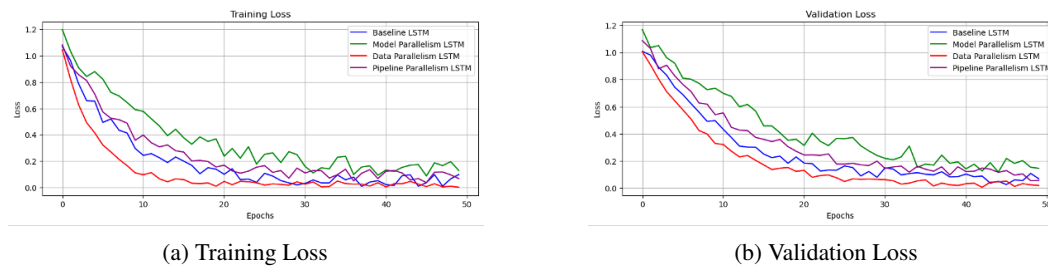 Training Loss
1.2
1.0
0.8
0.6
0.4
0.2
0.0
Loss
0 10 20 30 40 50
Epochs
Baseline LSTM
Model Parallelism LSTM
Data Parallelism LSTM
Pipeline Parallelism LSTM
(a) Training Loss
Validation Loss
1.2
1.0
0.8
0.6
0.4
0.2
0.0
Loss
0 10 20 30 40 50
Epochs
Baseline LSTM
Model Parallelism LSTM
Data Parallelism LSTM
Pipeline Parallelism LSTM
(b) Validation Loss